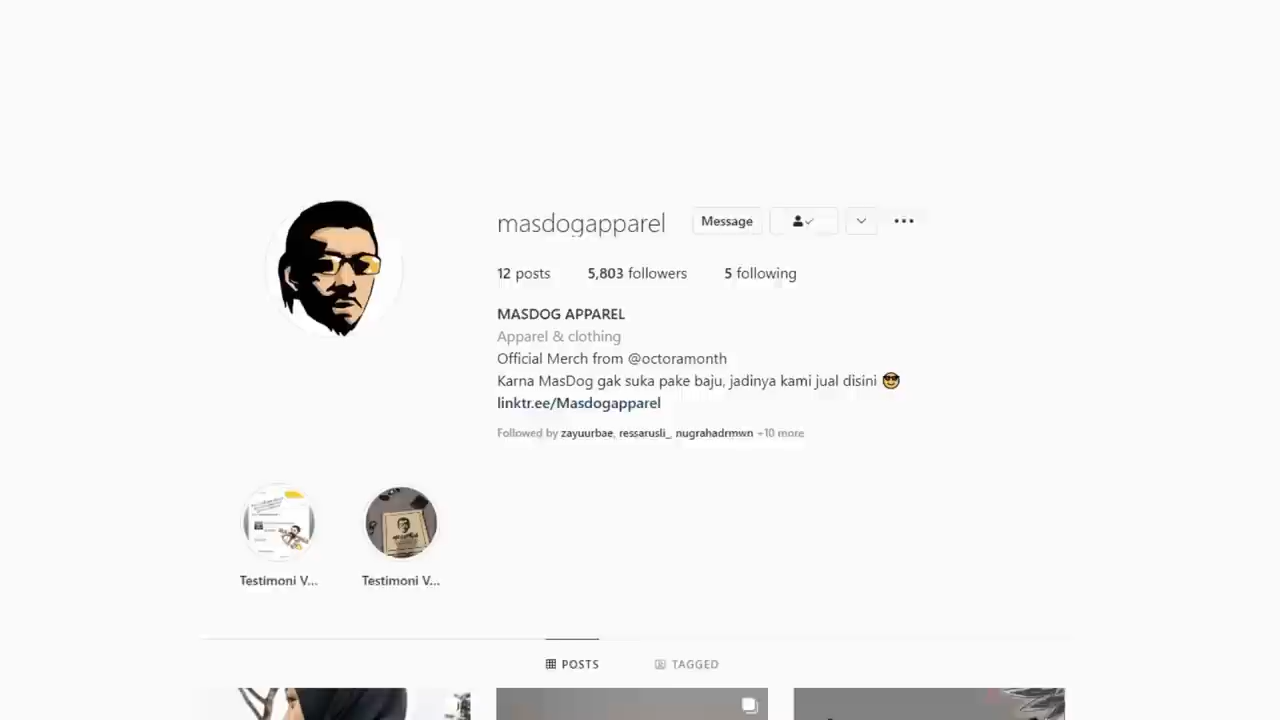 masdogapparel
Message
12 posts
5,803 followers
5 following
MASDOG APPAREL
Apparel & clothing
Official Merch from @octoramonth
Karna MasDog gak suka pake baju, jadinya kami jual disini 😎
linktr.ee/Masdogapparel
Followed by zayuurbae, ressarusli_, nugrahadrmwn +10 more
Testimoni V...
Testimoni V...
POSTS
TAGGED